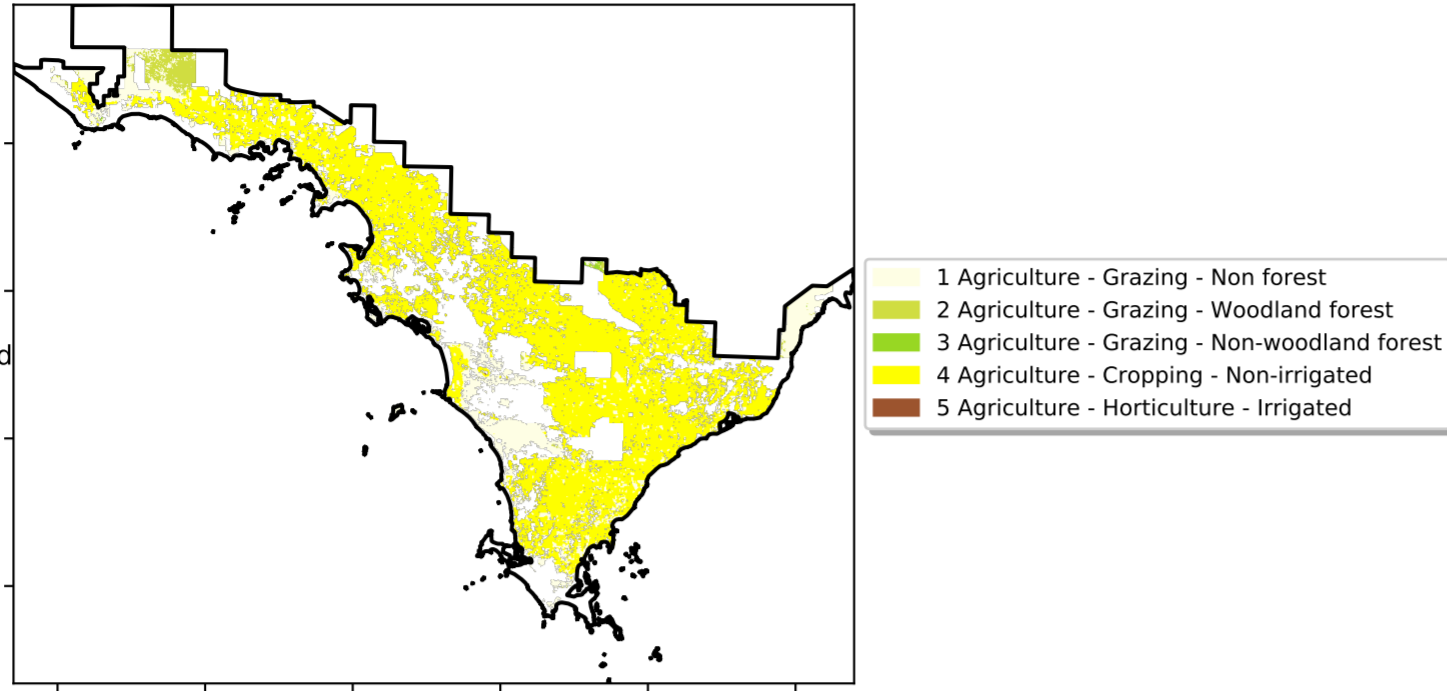 1 Agriculture - Grazing - Non forest
2 Agriculture - Grazing - Woodland forest
3 Agriculture - Grazing - Non-woodland forest
4 Agriculture - Cropping - Non-irrigated
5 Agriculture - Horticulture - Irrigated
d